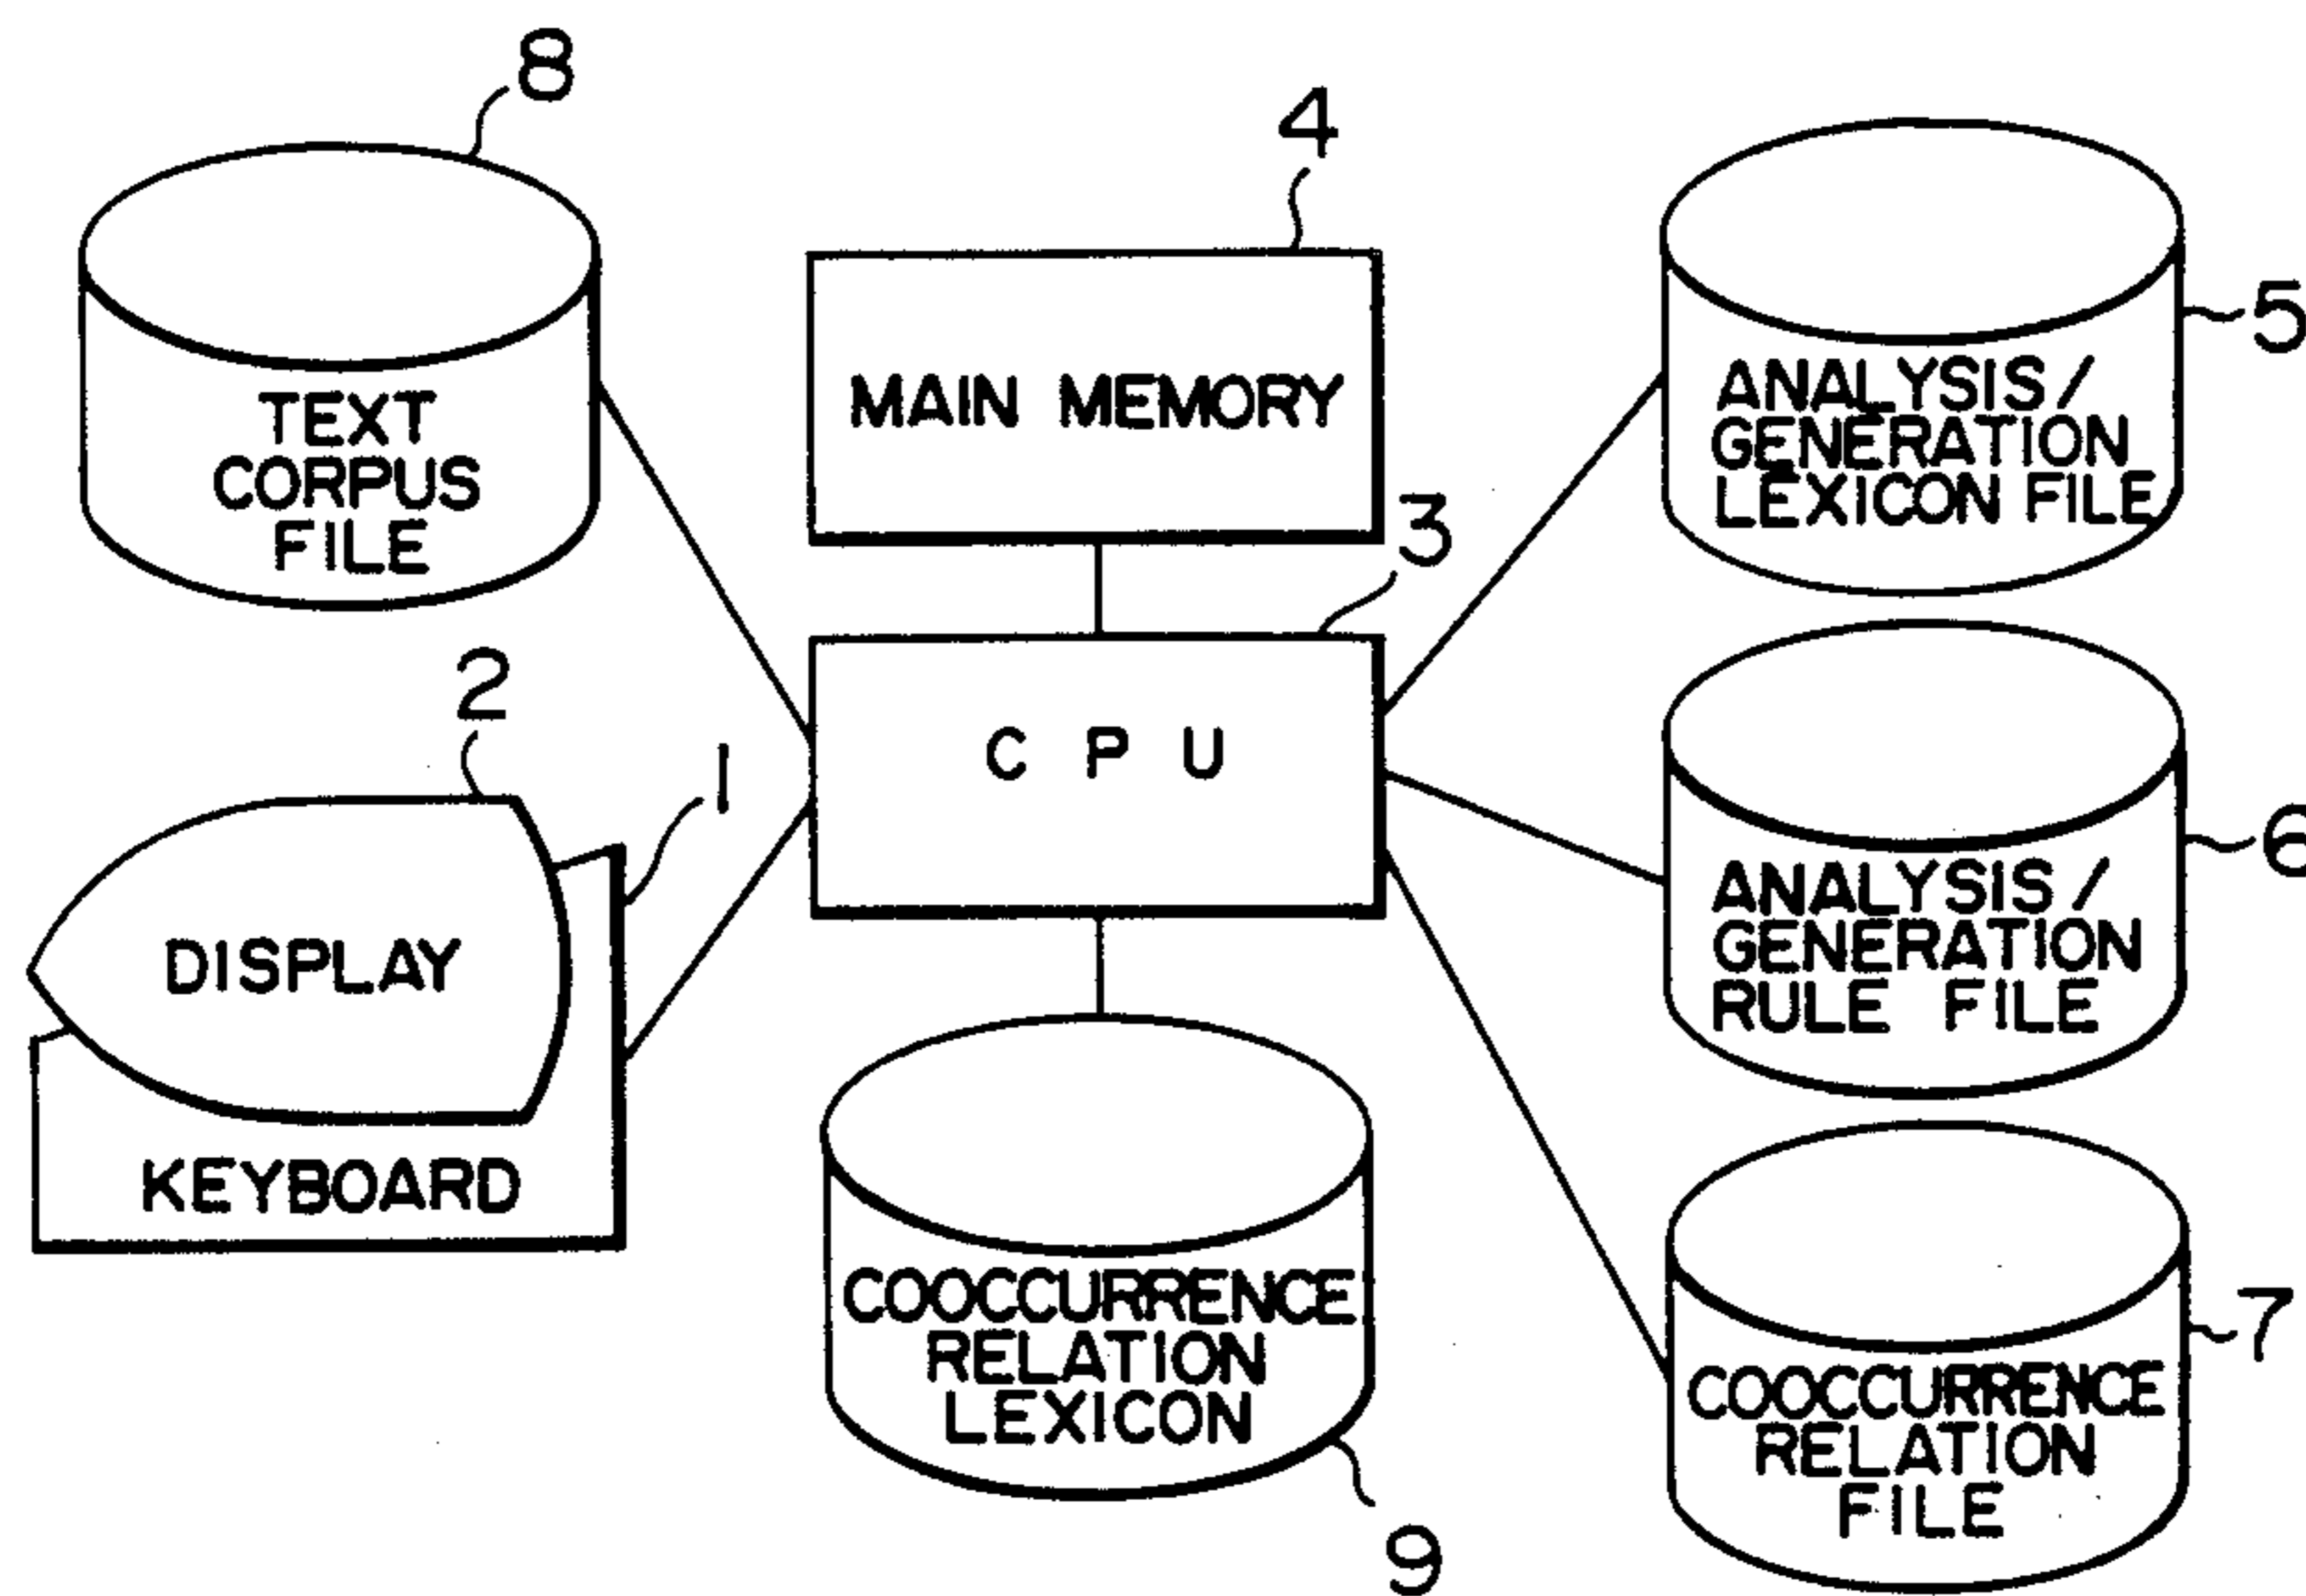 8
TEXT
CORPUS
FILE
4
MAIN MEMORY
5
ANALYSIS/
GENERATION
LEXICON FILE
3
C P U
2
1
DISPLAY
KEYBOARD
6
ANALYSIS/
GENERATION
RULE FILE
COOCCURRENCE
RELATION
LEXICON
9
7
COOCCURRENCE
RELATION
FILE